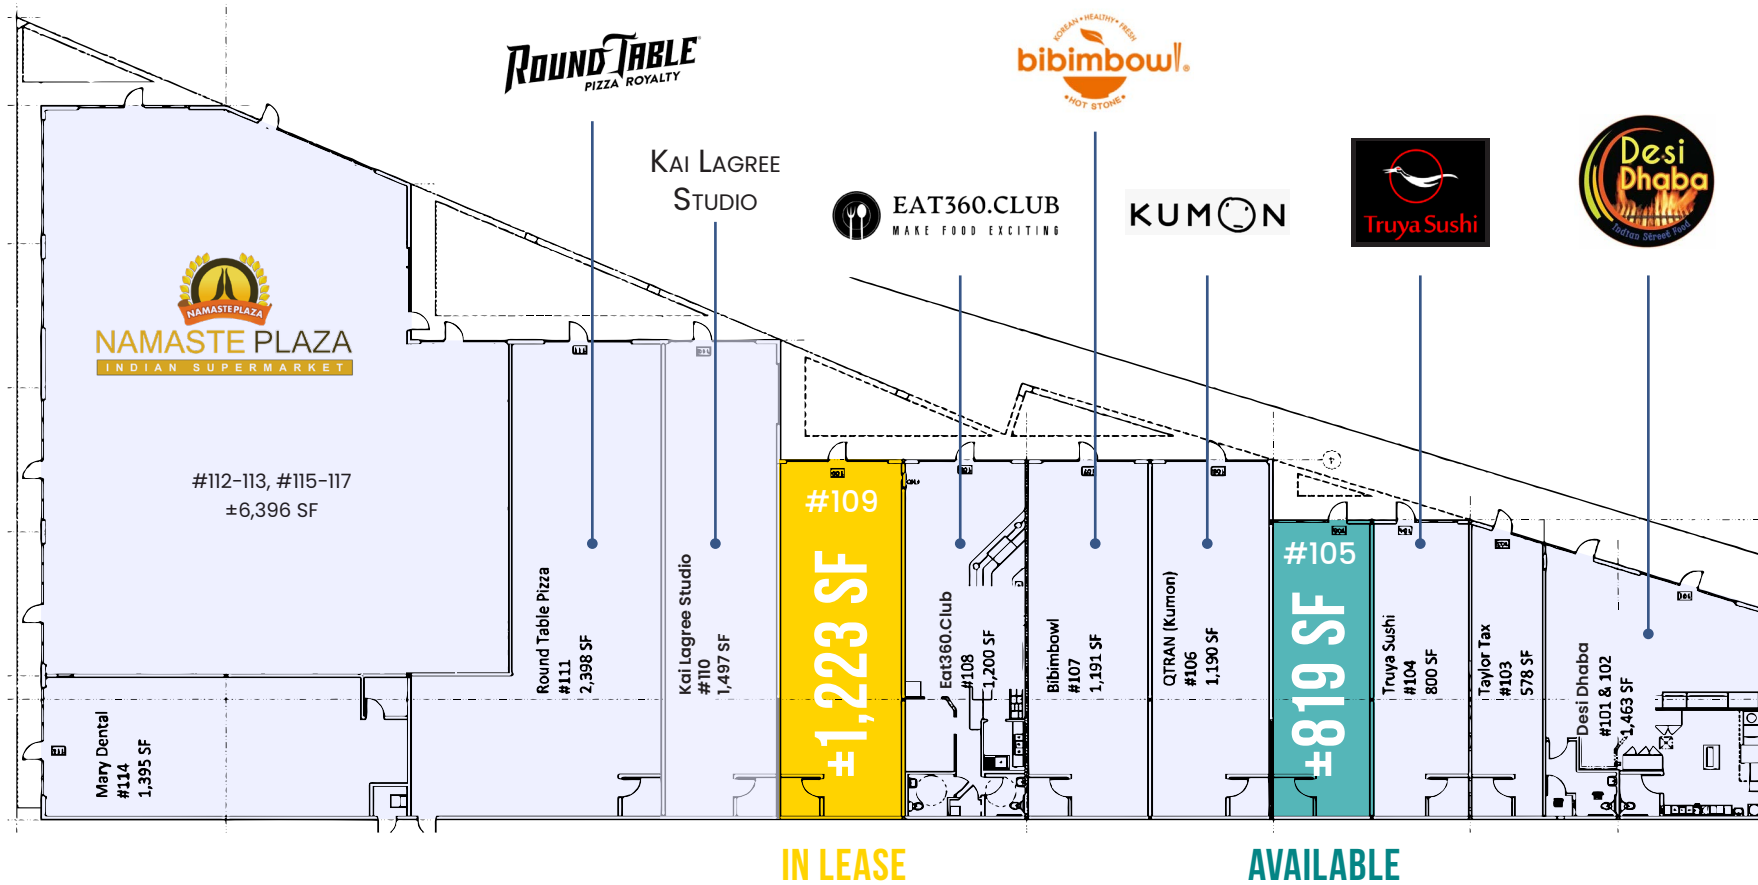 ROUND TABLE®
PIZZA ROYALTY
KOREAN • HEALTHY • FRESH
bibimbowl®
• HOT STONE •
KAI LAGREE
STUDIO
EAT360.CLUB
MAKE FOOD EXCITING
KUMON
Truya Sushi
Desi
Dhaba
Indian Street Food
NAMASTE PLAZA
NAMASTE PLAZA
INDIAN SUPERMARKET
#112-113, #115-117
±6,396 SF
Mary Dental
#114
1,395 SF
Round Table Pizza
#111
2,398 SF
Kai Lagree Studio
#110
1,497 SF
#109
±1,223 SF
Eat360.Club
#108
1,200 SF
Bibimbowl
#107
1,191 SF
QTRAN (Kumon)
#106
1,190 SF
#105
±819 SF
Truya Sushi
#104
800 SF
Taylor Tax
#103
578 SF
Desi Dhaba
#101 & 102
1,463 SF
IN LEASE
AVAILABLE